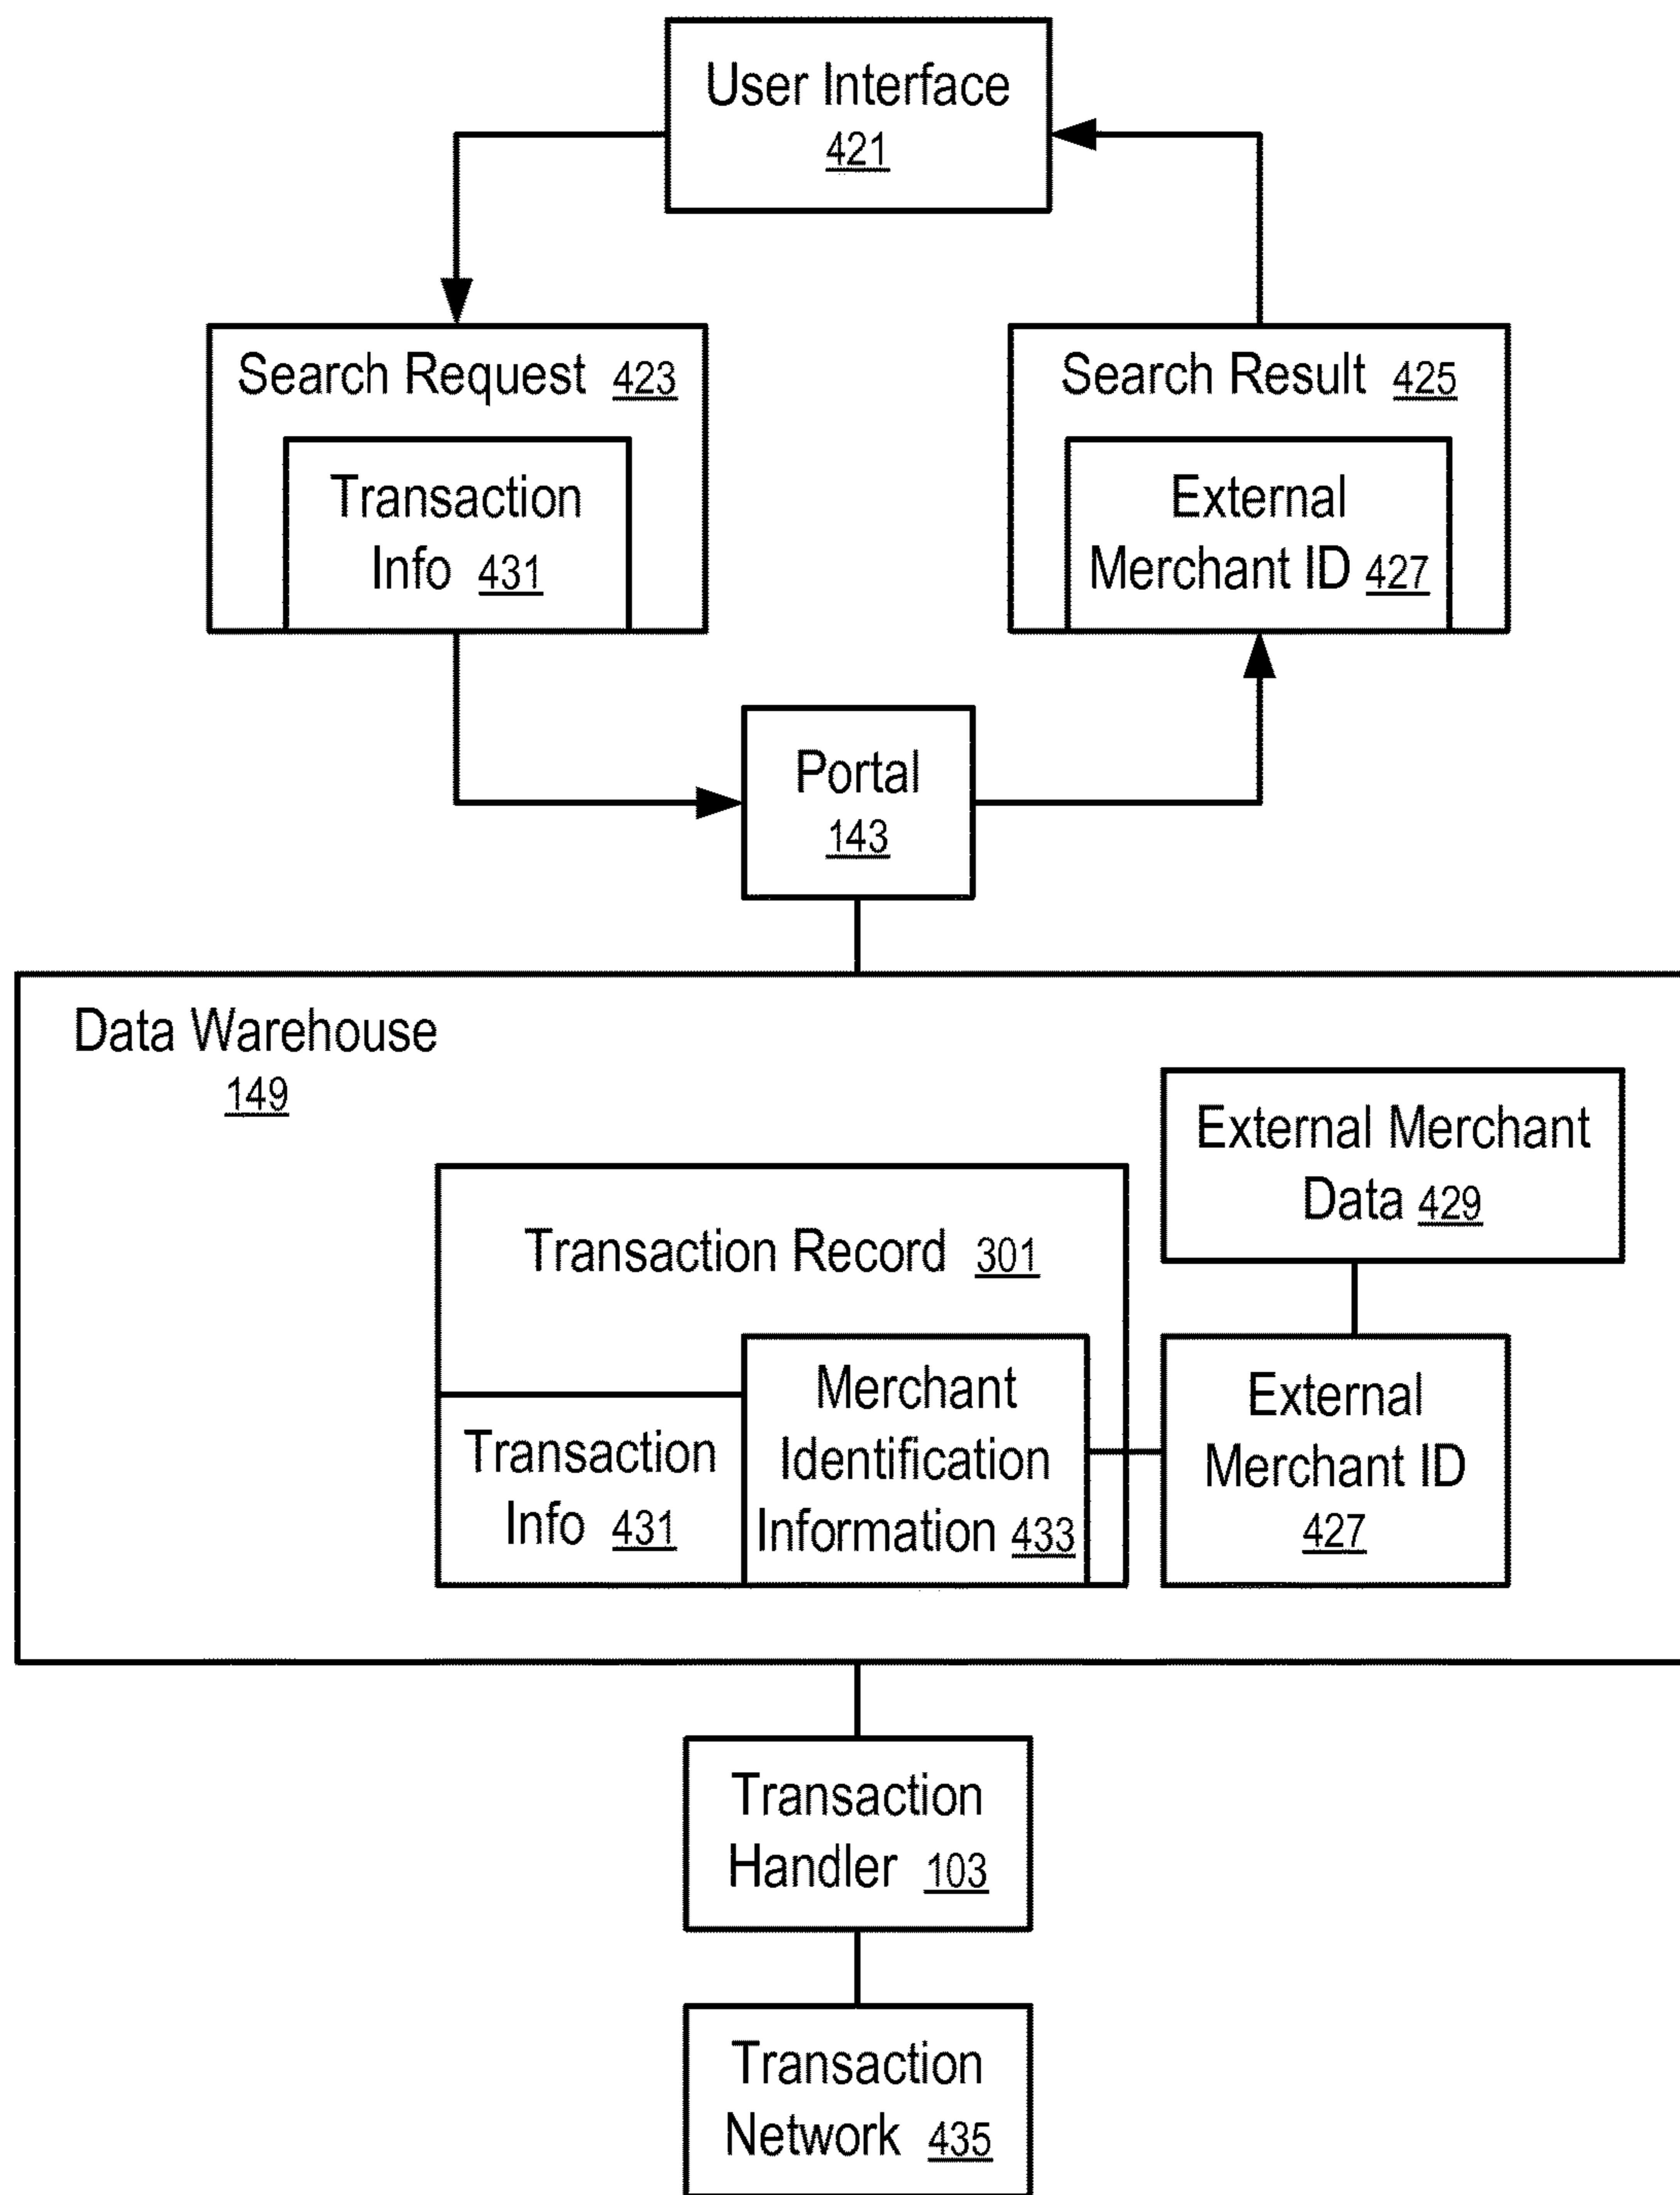 User Interface
421
Search Request 423
Transaction
Info 431
Search Result 425
External
Merchant ID 427
Portal
143
Data Warehouse
149
External Merchant
Data 429
Transaction Record 301
Transaction
Info 431
Merchant
Identification
Information 433
External
Merchant ID
427
Transaction
Handler 103
Transaction
Network 435